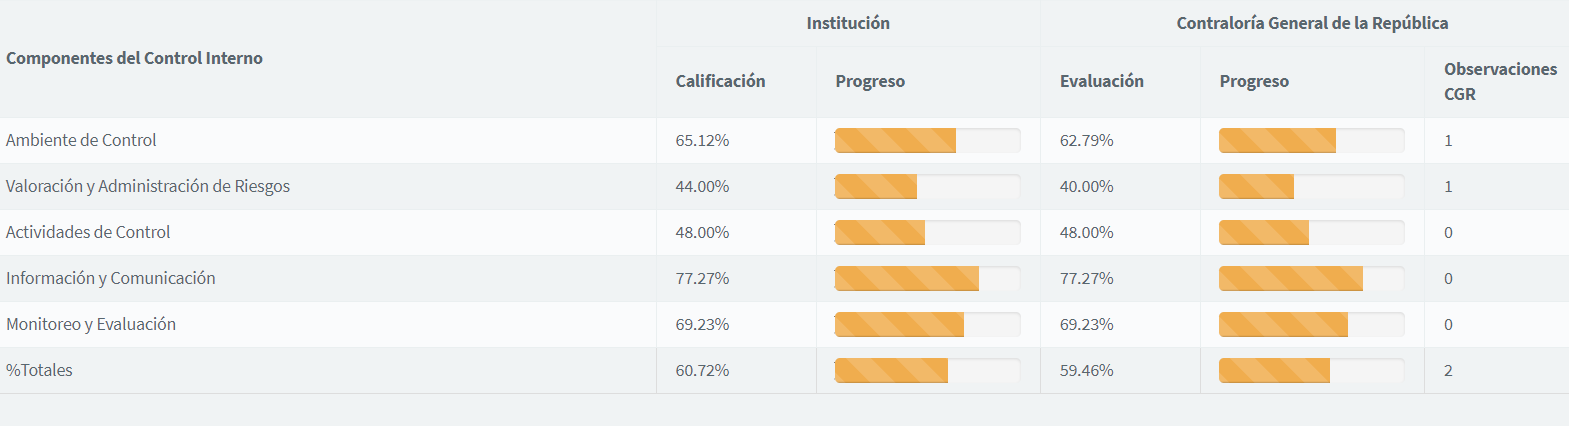 Institución Contraloría General de la República
Componentes del Control Interno
Calificación Progreso Evaluación Progreso Observaciones
CGR
Ambiente de Control 65.12% 62.79% 1
Valoración y Administración de Riesgos 44.00% 40.00% 1
Actividades de Control 48.00% 48.00% 0
Información y Comunicación 77.27% 77.27% 0
Monitoreo y Evaluación 69.23% 69.23% 0
%Totales 60.72% 59.46% 2